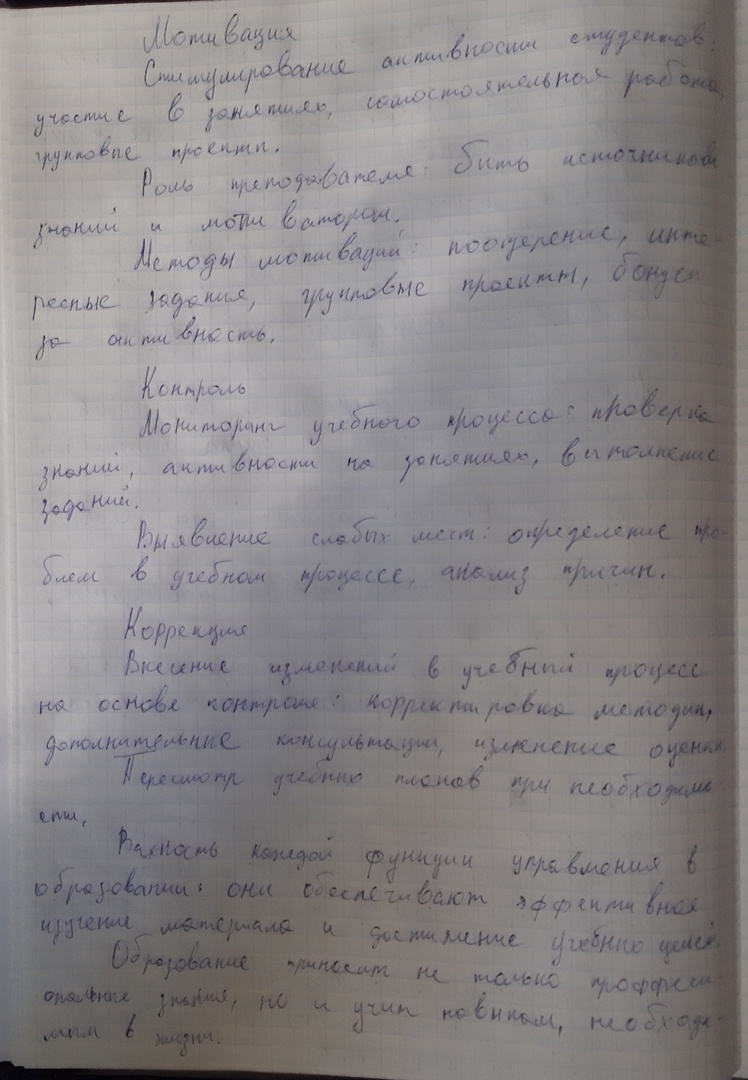 Мотивация
Стимулирование активности студентов:
участие в занятиях, самостоятельная работа,
групповые проекты.
Роль преподавателя: быть источником
знаний и мотиватором.
Методы мотиваций: поощрение, инте-
ресные задания, групповые проекты, бонусы
за активность.
Контроль
Мониторинг учебного процесса: проверка
знаний, активности на занятиях, выполнение
заданий.
Выявление слабых мест: определение про-
блем в учебном процессе, анализ причин.
Коррекция
Внесение изменений в учебный процесс
на основе контроля: корректировка методик,
дополнительные консультации, изменение оценки.
Пересмотр учебных планов при необходимо-
сти.
Важность каждой функции управления в
образовании: они обеспечивают эффективное
изучение материала и достижение учебных целей.
Образование приносит не только професси-
ональные знания, но и учит навыкам, необходи-
мым в жизни.